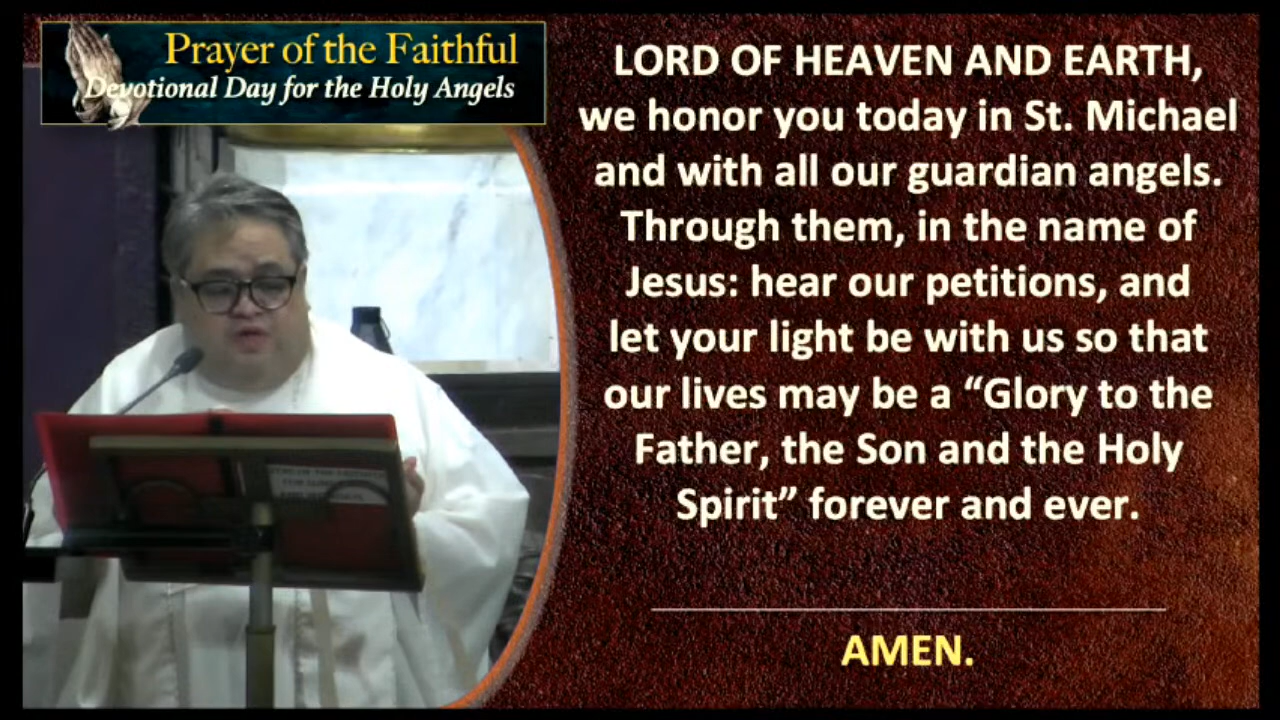 Prayer of the Faithful
Devotional Day for the Holy Angels
LORD OF HEAVEN AND EARTH,
we honor you today in St. Michael
and with all our guardian angels.
Through them, in the name of
Jesus: hear our petitions, and
let your light be with us so that
our lives may be a “Glory to the
Father, the Son and the Holy
Spirit” forever and ever.
AMEN.